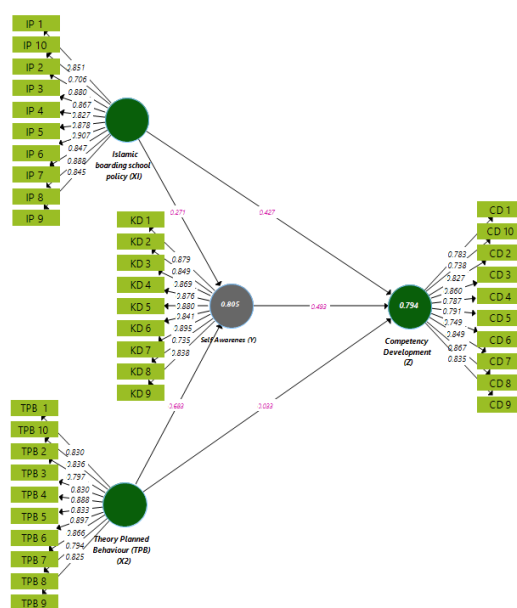 IP 1
IP 10
IP 2
IP 3
IP 4
IP 5
IP 6
IP 7
IP 8
IP 9
0.851
0.706
0.880
0.867
0.827
0.878
0.907
0.847
0.888
0.845
Islamic
boarding school
policy (XI)
0.271
0.427
KD 1
KD 2
KD 3
KD 4
KD 5
KD 6
KD 7
KD 8
KD 9
0.879
0.849
0.869
0.876
0.880
0.841
0.895
0.735
0.838
0.805
Self Awarenes (Y)
0.483
0.683
0.033
CD 1
CD 10
CD 2
CD 3
CD 4
CD 5
CD 6
CD 7
CD 8
CD 9
0.783
0.738
0.827
0.860
0.787
0.791
0.749
0.849
0.867
0.835
0.794
Competency
Development
(Z)
TPB 1
TPB 10
TPB 2
TPB 3
TPB 4
TPB 5
TPB 6
TPB 7
TPB 8
TPB 9
0.830
0.836
0.797
0.830
0.888
0.833
0.897
0.866
0.794
0.825
Theory Planned
Behaviour (TPB)
(X2)